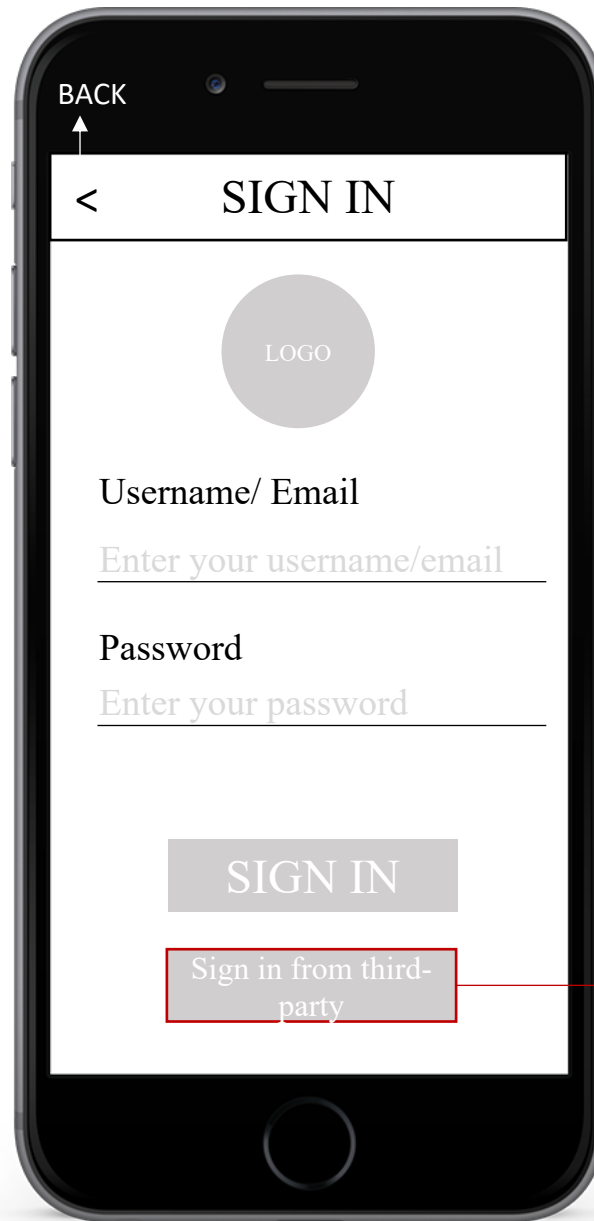 BACK
< SIGN IN
LOGO
Username/ Email
Enter your username/email
Password
Enter your password
SIGN IN
Sign in from third-
party